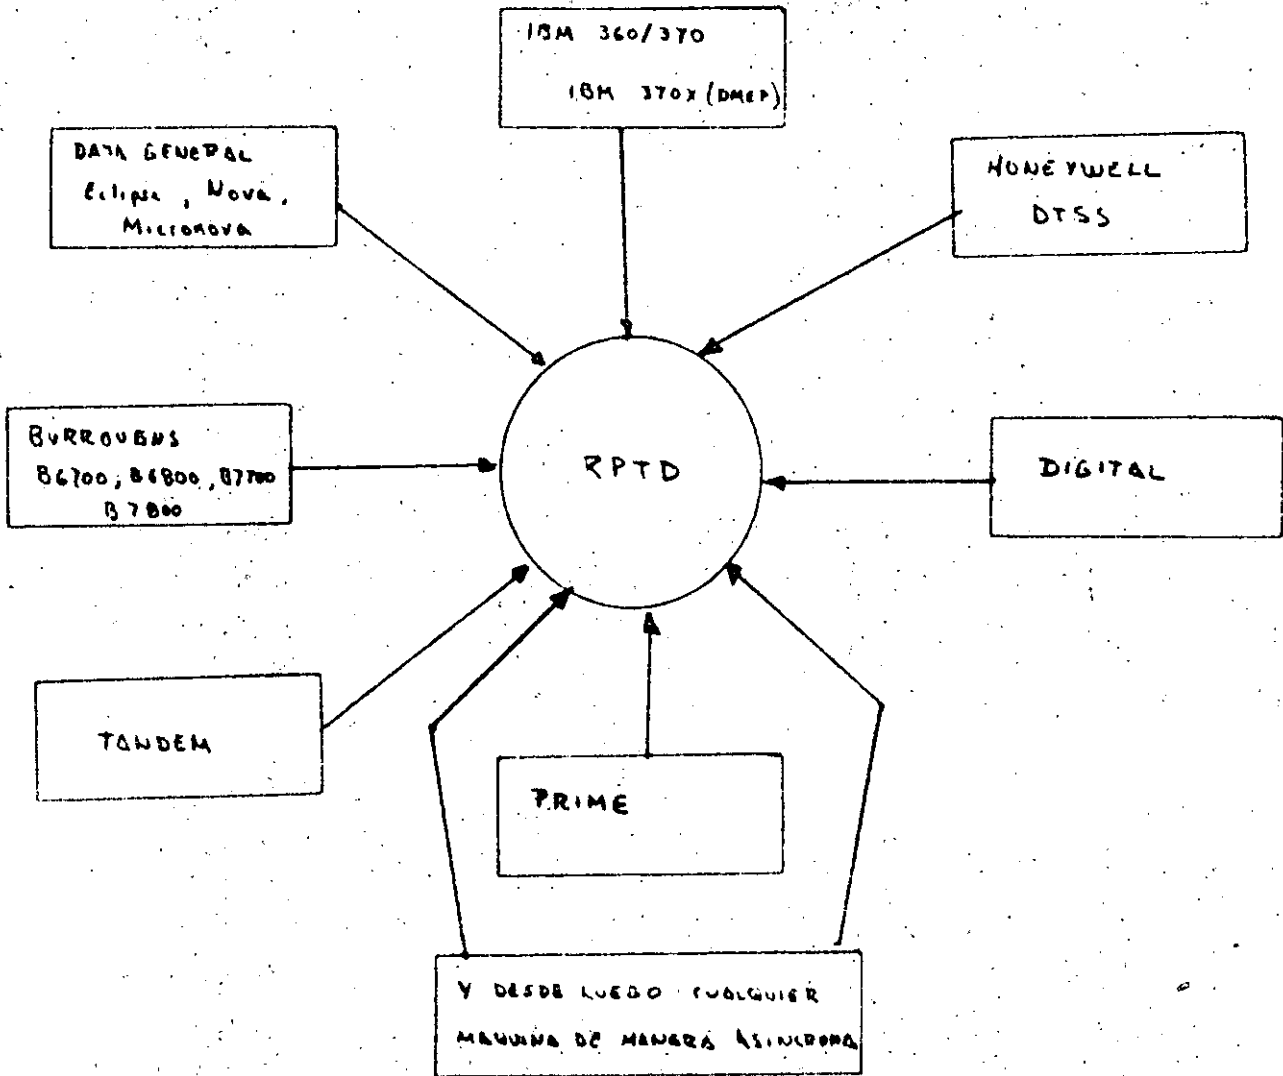 IBM 360/370
IBM 370X (DMEP)
DATA GENERAL
Eclipse, Nova,
Micronova
HONEYWELL
DTSS
BURROUGHS
B6700, B6800, B7700
B7800
RPTD
DIGITAL
TANDEM
PRIME
Y DESDE LUEGO CUALQUIER
MAQUINA DE MANERA ASINCRONA